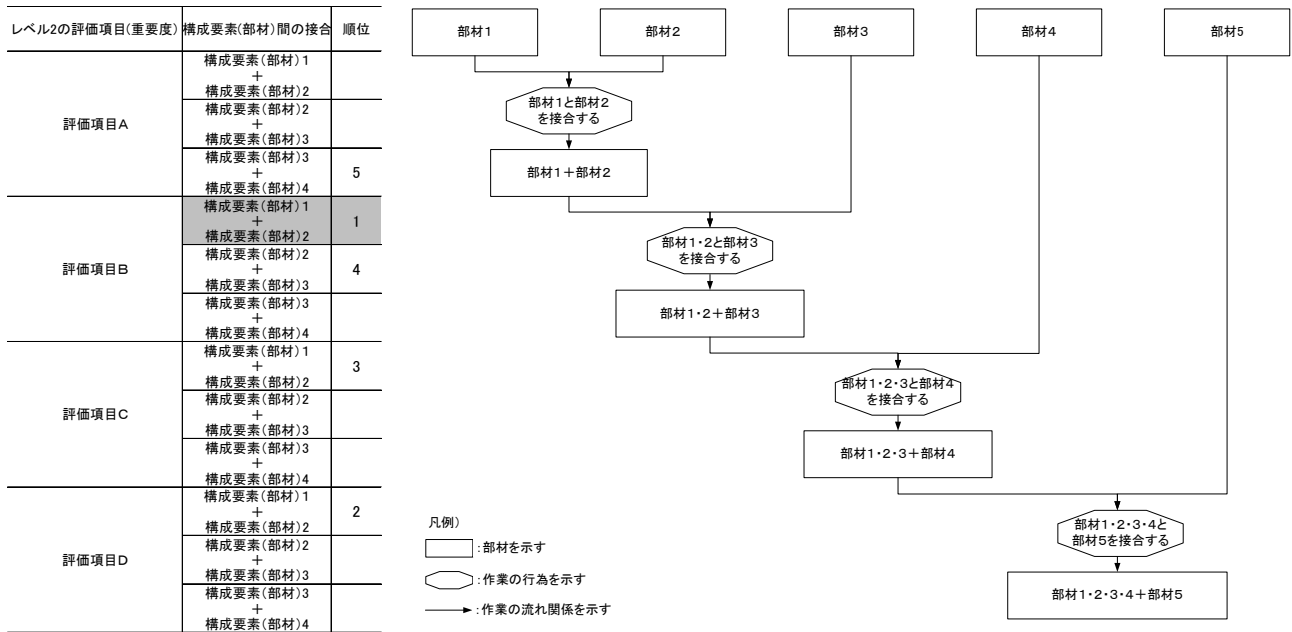 レベル2の評価項目(重要度)
構成要素(部材)間の接合
順位
評価項目A
構成要素(部材)1
+
構成要素(部材)2
構成要素(部材)2
+
構成要素(部材)3
構成要素(部材)3
+
構成要素(部材)4
5
評価項目B
構成要素(部材)1
+
構成要素(部材)2
1
構成要素(部材)2
+
構成要素(部材)3
4
構成要素(部材)3
+
構成要素(部材)4
評価項目C
構成要素(部材)1
+
構成要素(部材)2
3
構成要素(部材)2
+
構成要素(部材)3
構成要素(部材)3
+
構成要素(部材)4
評価項目D
構成要素(部材)1
+
構成要素(部材)2
2
構成要素(部材)2
+
構成要素(部材)3
構成要素(部材)3
+
構成要素(部材)4
部材1
部材2
部材3
部材4
部材5
部材1と部材2
を接合する
部材1+部材2
部材1・2と部材3
を接合する
部材1・2+部材3
部材1・2・3と部材4
を接合する
部材1・2・3+部材4
部材1・2・3・4と
部材5を接合する
部材1・2・3・4+部材5
凡例)
:部材を示す
:作業の行為を示す
:作業の流れ関係を示す